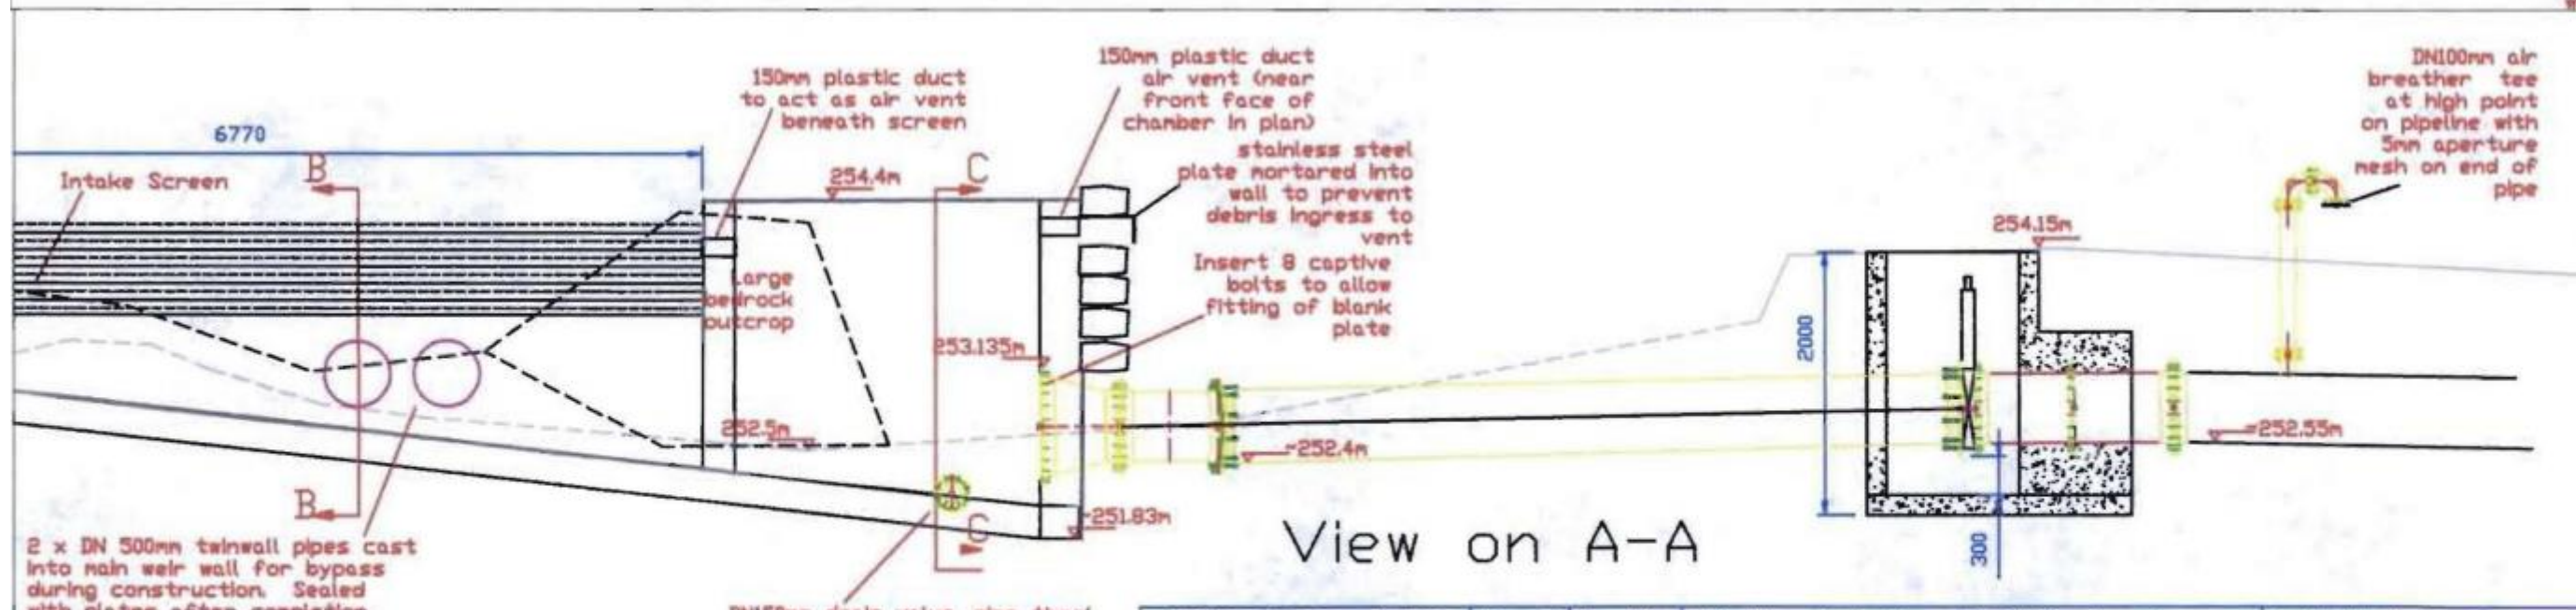 6770
Intake Screen
B
B
150mm plastic duct
to act as air vent
beneath screen
254.4m
C
150mm plastic duct
air vent (near
front face of
chamber in plan)
stainless steel
plate mortared into
wall to prevent
debris ingress to
vent
Insert 8 captive
bolts to allow
fitting of blank
plate
Large
bedrock
outcrop
253.135m
252.5m
~252.4m
~251.83m
C
2 x DN 500mm twinwall pipes cast
into main weir wall for bypass
during construction. Sealed
View on A-A
2000
300
254.15m
≈252.55m
DN100mm air
breather tee
at high point
on pipeline with
5mm aperture
mesh on end of
pipe